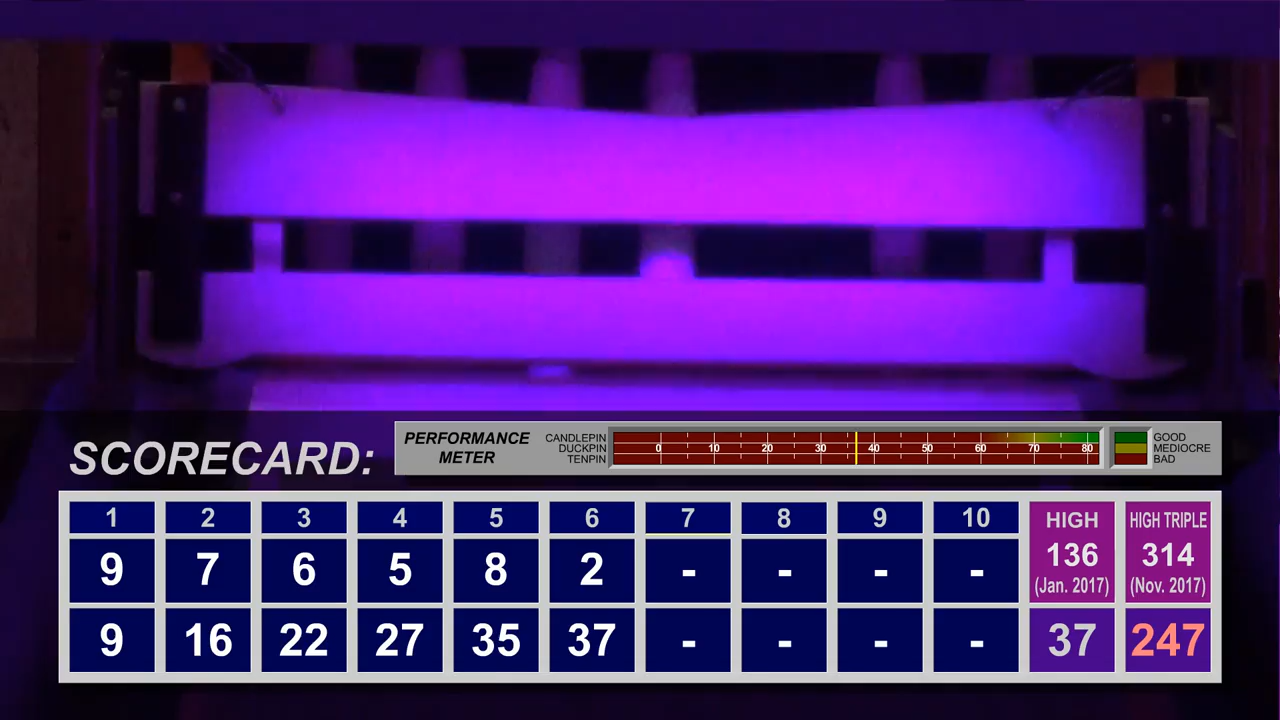 SCORECARD:
PERFORMANCE METER
CANDLEPIN
DUCKPIN
TENPIN
0 10 20 30 40 50 60 70 80
GOOD
MEDIOCRE
BAD
1 2 3 4 5 6 7 8 9 10 HIGH HIGH TRIPLE
9 7 6 5 8 2 - - - - 136 314
(Jan. 2017) (Nov. 2017)
9 16 22 27 35 37 - - - - 37 247